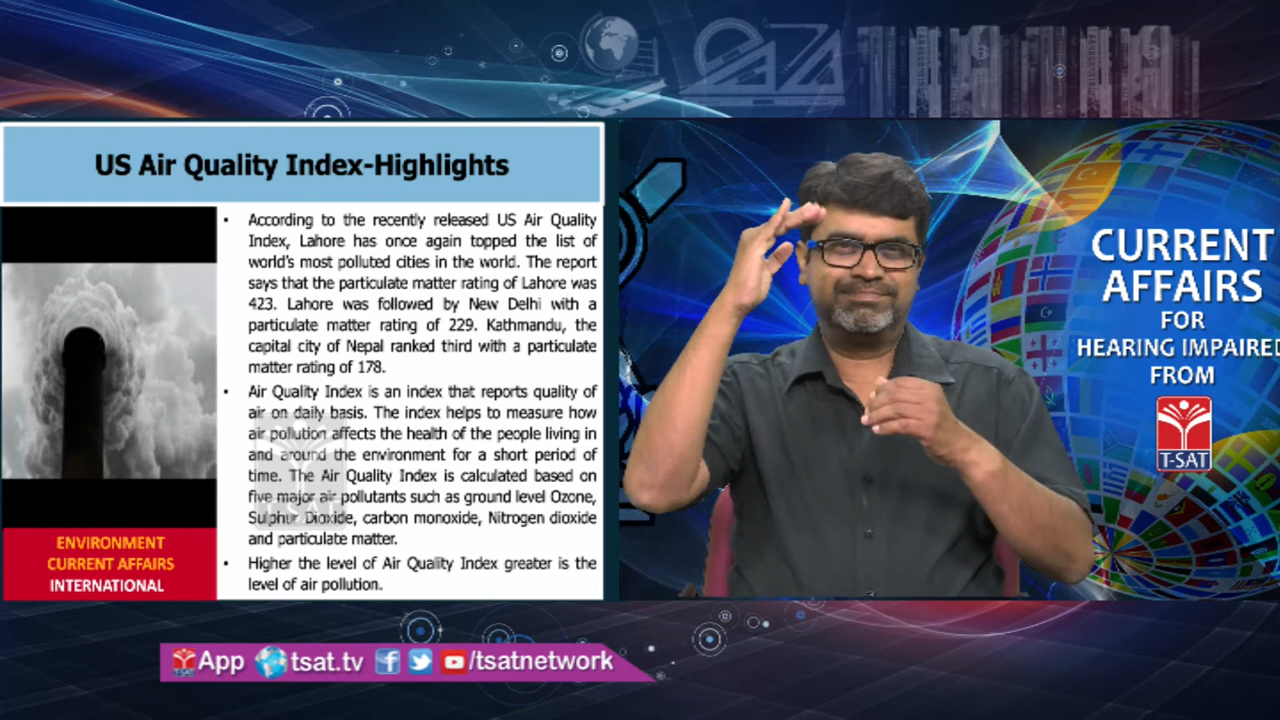 US Air Quality Index-Highlights
• According to the recently released US Air Quality
Index, Lahore has once again topped the list of
world's most polluted cities in the world. The report
says that the particulate matter rating of Lahore was
423. Lahore was followed by New Delhi with a
particulate matter rating of 229. Kathmandu, the
capital city of Nepal ranked third with a particulate
matter rating of 178.
• Air Quality Index is an index that reports quality of
air on daily basis. The index helps to measure how
air pollution affects the health of the people living in
and around the environment for a short period of
time. The Air Quality Index is calculated based on
five major air pollutants such as ground level Ozone,
Sulphur Dioxide, carbon monoxide, Nitrogen dioxide
and particulate matter.
• Higher the level of Air Quality Index greater is the
level of air pollution.
ENVIRONMENT
CURRENT AFFAIRS
INTERNATIONAL
CURRENT
AFFAIRS
FOR
HEARING IMPAIRED
FROM
T-SAT
App tsat.tv /tsatnetwork